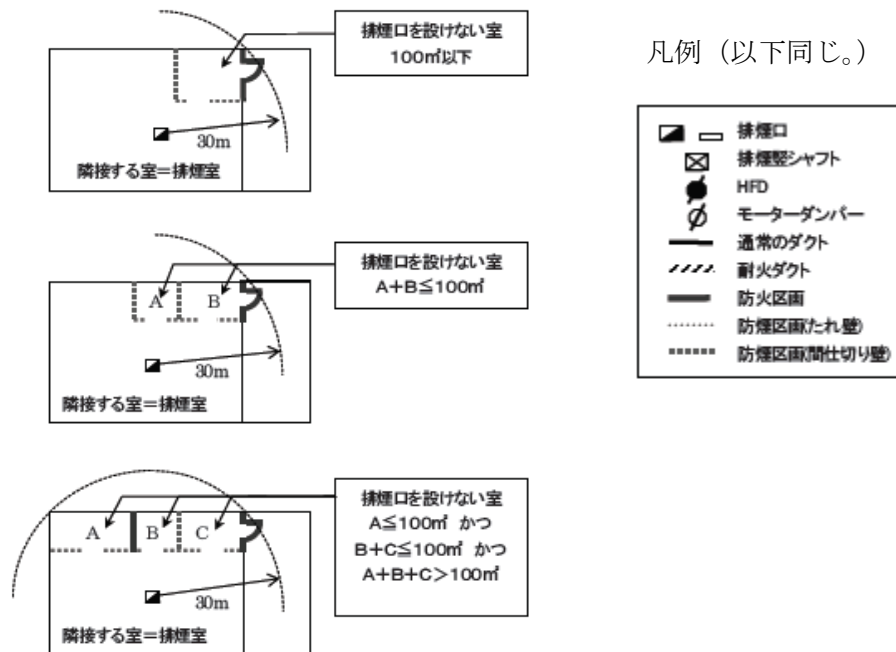 排煙口を設けない室
100㎡以下
30m
隣接する室=排煙室
排煙口を設けない室
A+B≦100㎡
A
B
30m
隣接する室=排煙室
排煙口を設けない室
A≦100㎡ かつ
B+C≦100㎡ かつ
A+B+C>100㎡
A
B
C
30m
隣接する室=排煙室
凡例（以下同じ。）
排煙口
排煙竪シャフト
HFD
モーターダンパー
通常のダクト
耐火ダクト
防火区画
防煙区画(たれ壁)
防煙区画(間仕切り壁)